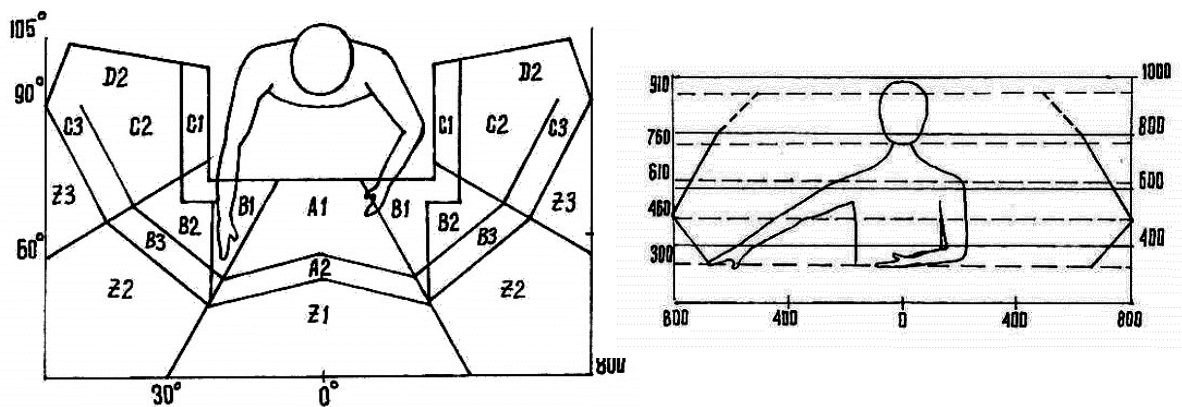 105°
D2 D2 1000
910
90°
C3 C2 C1 C1 C2 C3
760 800
610 600
Z3 B1 A1 B1 Z3
B2 B2
460
60° B3 B3 400
300
Z2 A2 Z2
Z1
800 400 0 400 800
800
30° 0°